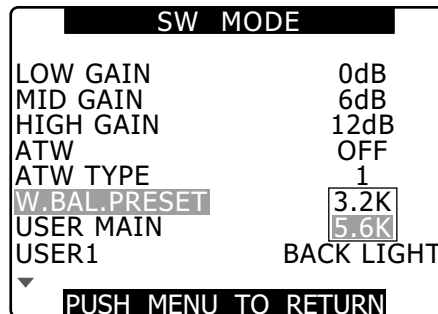 SW MODE
LOW GAIN 0dB
MID GAIN 6dB
HIGH GAIN 12dB
ATW OFF
ATW TYPE 1
W.BAL.PRESET 3.2K
USER MAIN 5.6K
USER1 BACK LIGHT
PUSH MENU TO RETURN